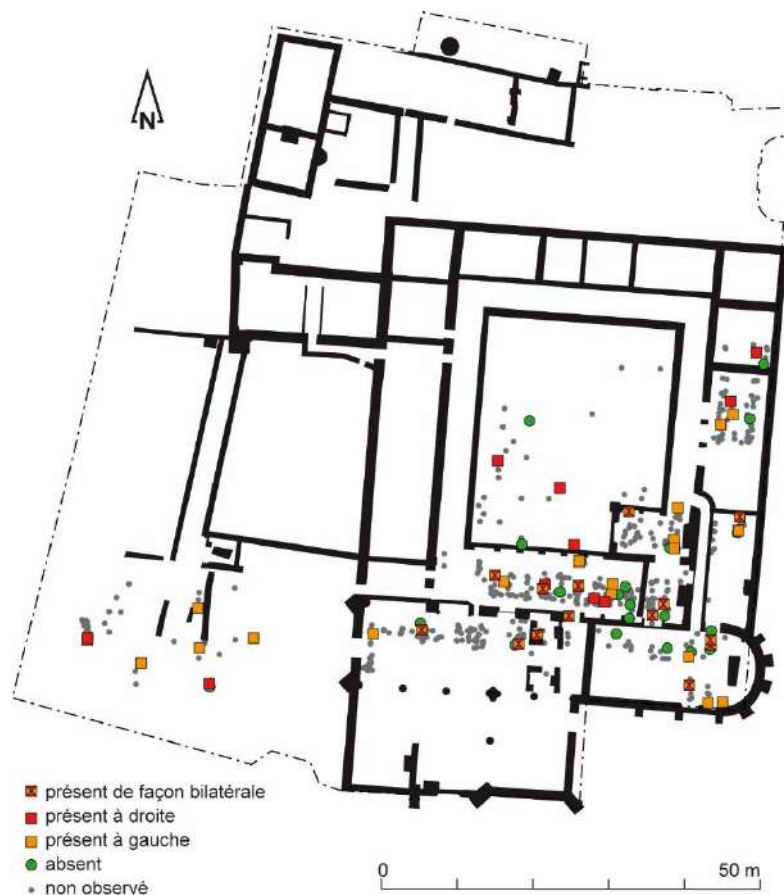 N
présent de façon bilatérale
présent à droite
présent à gauche
absent
non observé
0 50 m